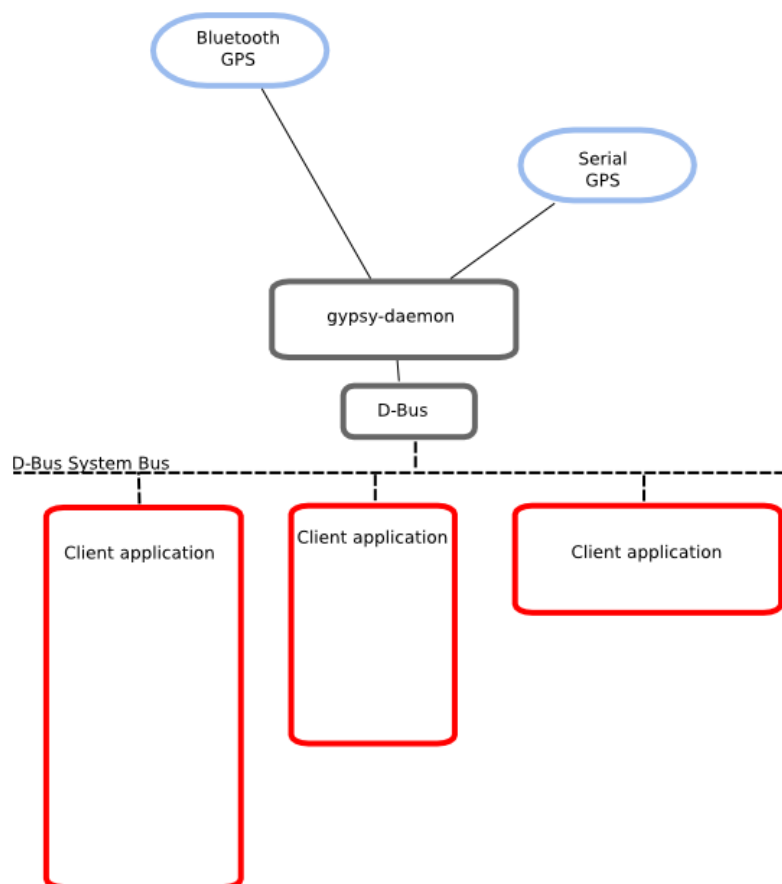 Bluetooth
GPS
Serial
GPS
gypsy-daemon
D-Bus
D-Bus System Bus
Client application
Client application
Client application